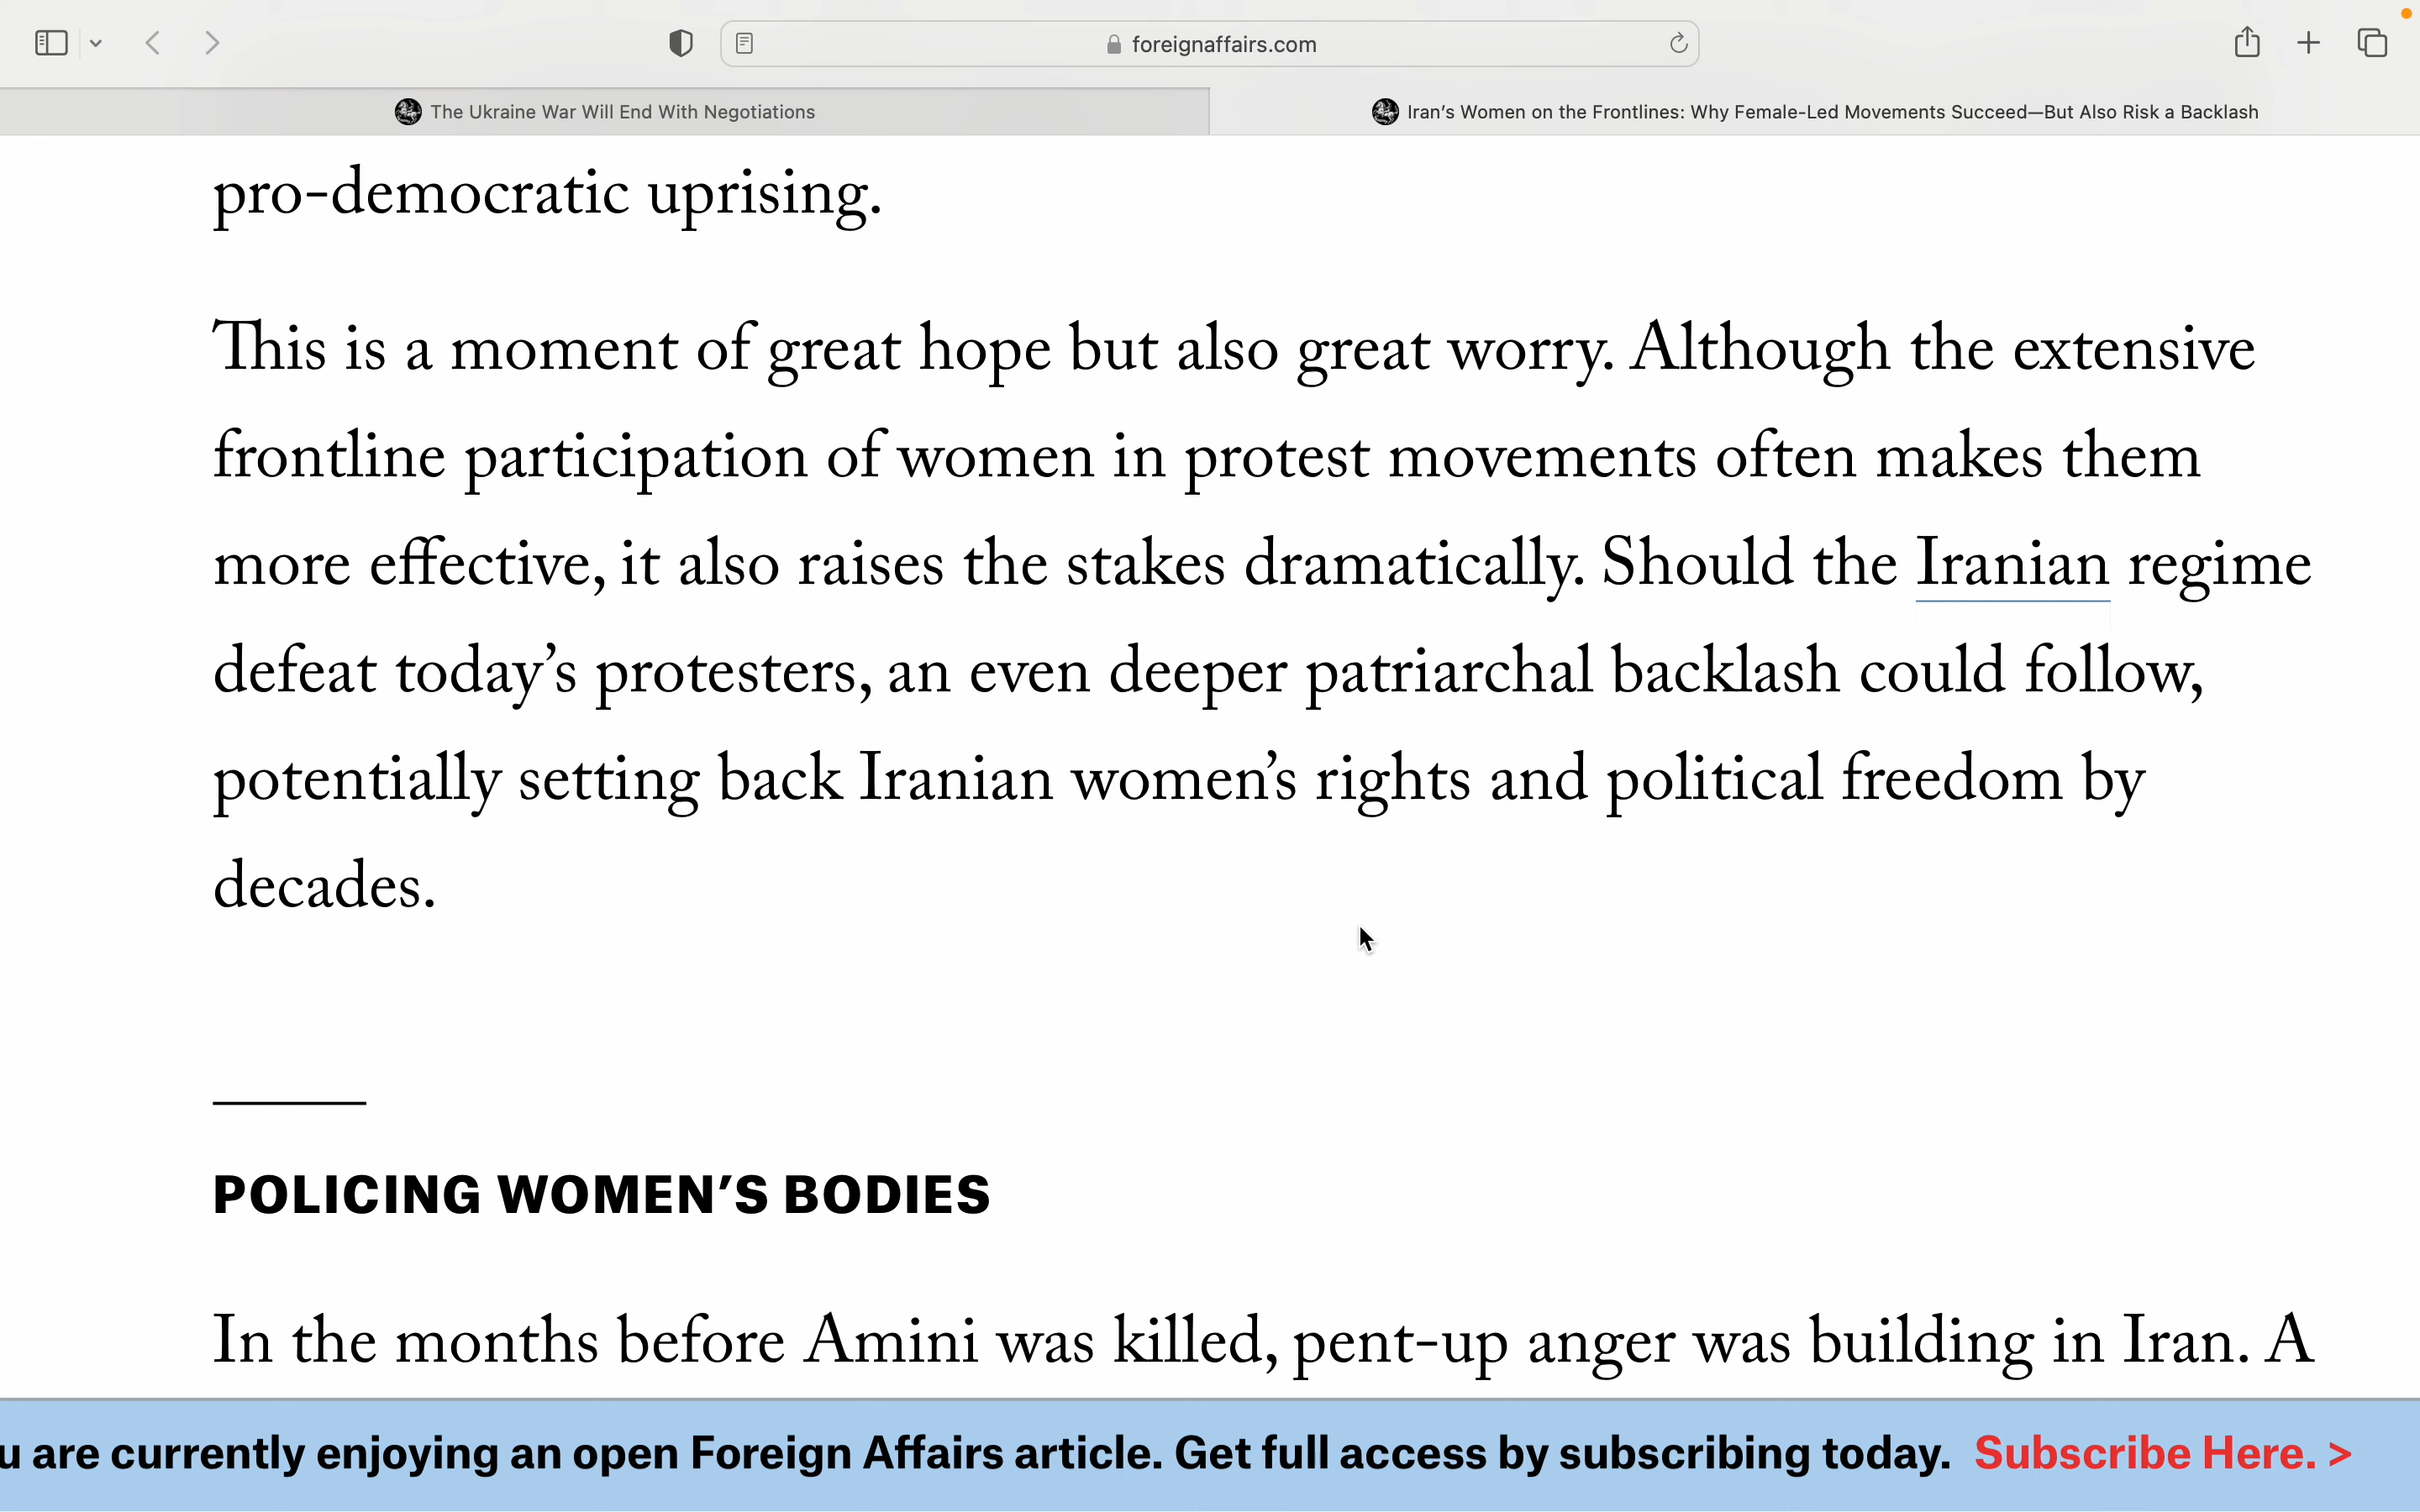 foreignaffairs.com
The Ukraine War Will End With Negotiations
Iran’s Women on the Frontlines: Why Female-Led Movements Succeed—But Also Risk a Backlash
pro-democratic uprising.
This is a moment of great hope but also great worry. Although the extensive
frontline participation of women in protest movements often makes them
more effective, it also raises the stakes dramatically. Should the Iranian regime
defeat today’s protesters, an even deeper patriarchal backlash could follow,
potentially setting back Iranian women’s rights and political freedom by
decades.
POLICING WOMEN’S BODIES
In the months before Amini was killed, pent-up anger was building in Iran. A
u are currently enjoying an open Foreign Affairs article. Get full access by subscribing today. Subscribe Here. >